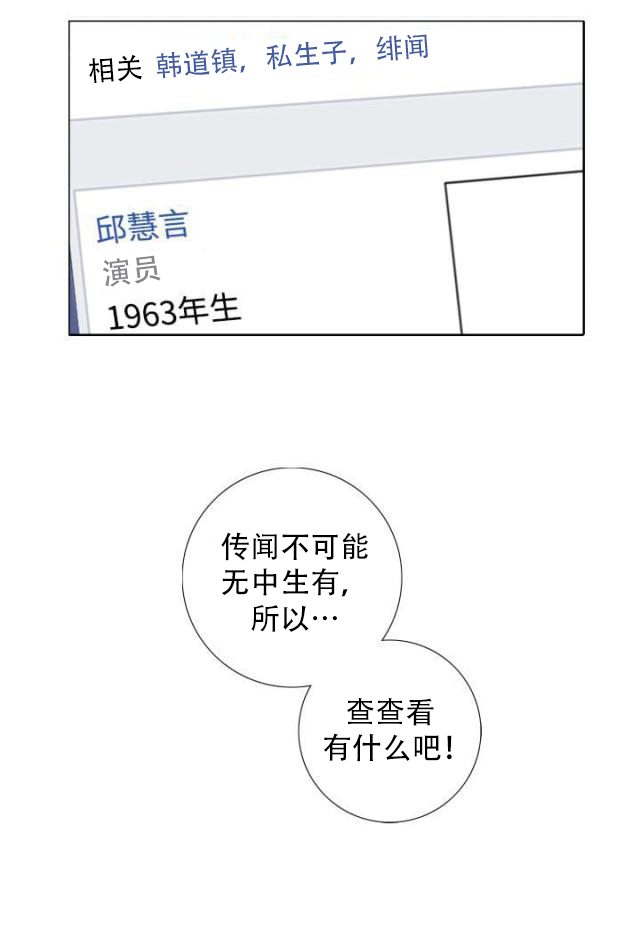 相关 韩道镇，私生子，绯闻
邱慧言
演员
1963年生
传闻不可能
无中生有，
所以…
查查看
有什么吧！